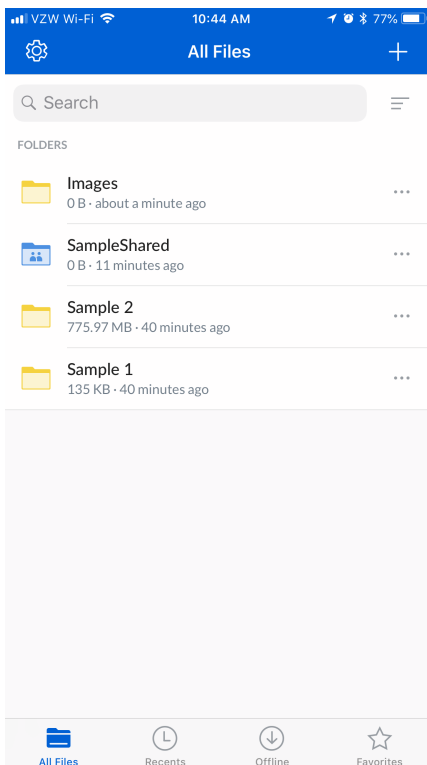 VZW Wi-Fi 10:44 AM 77%
All Files
Search
FOLDERS
Images
0 B · about a minute ago
SampleShared
0 B · 11 minutes ago
Sample 2
775.97 MB · 40 minutes ago
Sample 1
135 KB · 40 minutes ago
All Files Recents Offline Favorites